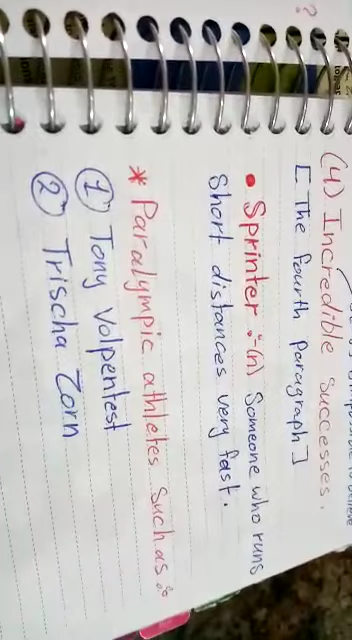 (4) Incredible successes.
[The fourth paragraph]
• Sprinter : (n) Someone who runs
Short distances very fast.
* Paralympic athletes such as :
① Tony Volpentest
② Trischa Zorn